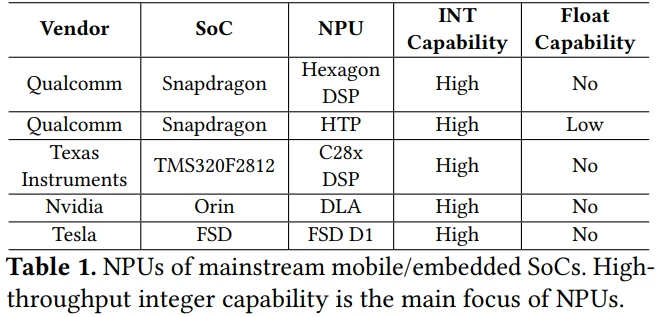 Vendor SoC NPU INT Capability Float Capability
Qualcomm Snapdragon Hexagon DSP High No
Qualcomm Snapdragon HTP High Low
Texas Instruments TMS320F2812 C28x DSP High No
Nvidia Orin DLA High No
Tesla FSD FSD D1 High No
Table 1. NPUs of mainstream mobile/embedded SoCs. High-
throughput integer capability is the main focus of NPUs.